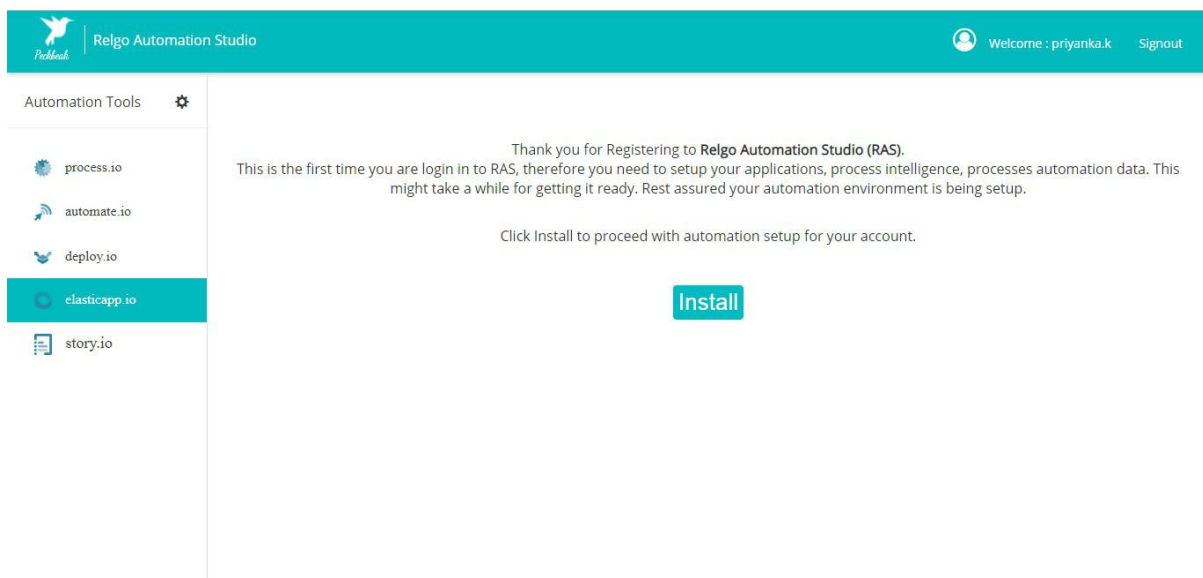 Peckbeak
Relgo Automation Studio
Welcome : priyanka.k
Signout
Automation Tools
process.io
automate.io
deploy.io
elasticapp.io
story.io
Thank you for Registering to Relgo Automation Studio (RAS).
This is the first time you are login in to RAS, therefore you need to setup your applications, process intelligence, processes automation data. This
might take a while for getting it ready. Rest assured your automation environment is being setup.
Click Install to proceed with automation setup for your account.
Install